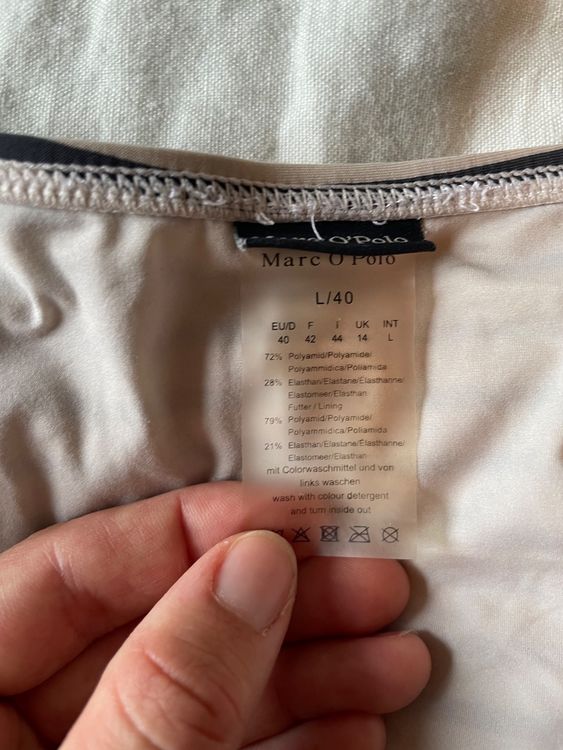 O'Polo
Marc O'Polo
L/40
EU/D F I UK INT
40 42 44 14 L
72% Polyamid/Polyamide/
Polyammidica/Poliamida
28% Elasthan/Elastane/Elasthanne/
Elastomeer/Elasthan
Futter / Lining
79% Polyamid/Polyamide/
Polyammidica/Poliamida
21% Elasthan/Elastane/Elasthanne/
Elastomeer/Elasthan
mit Colorwaschmittel und von
links waschen
wash with colour detergent
and turn inside out